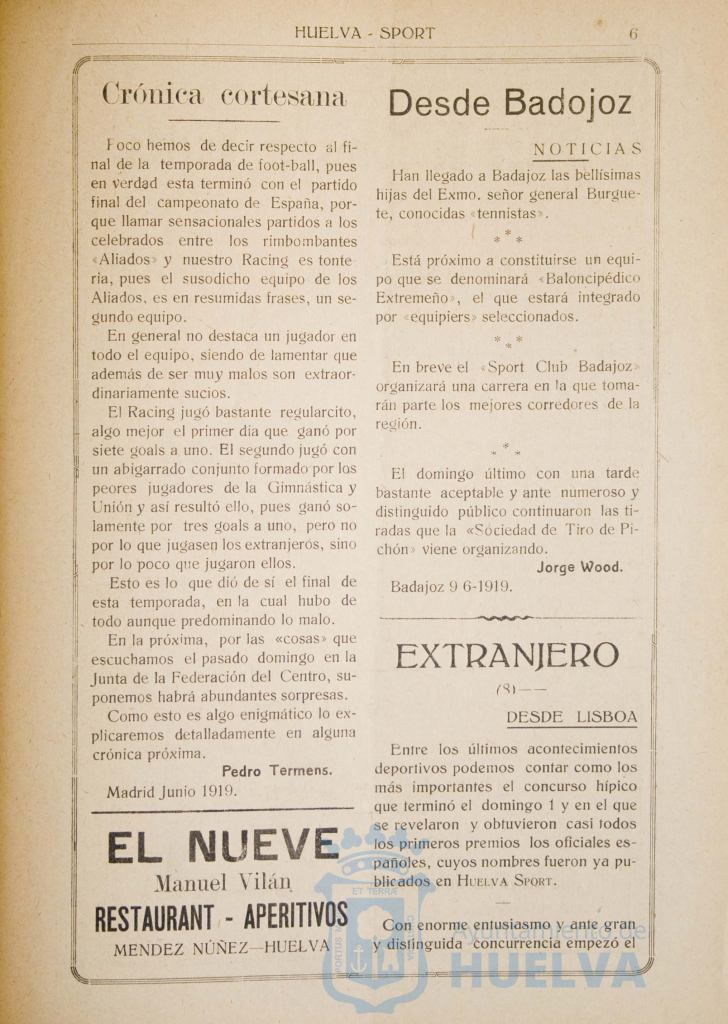 HUELVA - SPORT
6
Crónica cortesana
Poco hemos de decir respecto al fi-
nal de la temporada de foot-ball, pues
en verdad esta terminó con el partido
final del campeonato de España, por-
que llamar sensacionales partidos a los
celebrados entre los rimbombantes
«Aliados» y nuestro Racing es tonte
ria, pues el susodicho equipo de los
Aliados, es en resumidas frases, un se-
gundo equipo.
En general no destaca un jugador en
todo el equipo, siendo de lamentar que
además de ser muy malos son extraor-
dinariamente sucios.
El Racing jugó bastante regularcito,
algo mejor el primer dia que ganó por
siete goals a uno. El segundo jugó con
un abigarrado conjunto formado por los
peores jugadores de la Gimnástica y
Unión y así resultó ello, pues ganó so-
lamente por tres goals a uno, pero no
por lo que jugasen los extranjeros, sino
por lo poco que jugaron ellos.
Esto es lo que dió de sí el final de
esta temporada, en la cual hubo de
todo aunque predominando lo malo.
En la próxima, por las «cosas» que
escuchamos el pasado domingo en la
Junta de la Federación del Centro, su-
ponemos habrá abundantes sorpresas.
Como esto es algo enigmático lo ex-
plicaremos detalladamente en alguna
crónica próxima.
Pedro Termens.
Madrid Junio 1919.
EL NUEVE
Manuel Vilán
RESTAURANT - APERITIVOS
MENDEZ NÚÑEZ—HUELVA
Desde Badojoz
NOTICIAS
Han llegado a Badajoz las bellísimas
hijas del Exmo. señor general Burgue-
te, conocidas «tennistas».
* * *
Está próximo a constituirse un equi-
po que se denominará «Baloncipédico
Extremeño», el que estará integrado
por «equipiers» seleccionados.
* * *
En breve el «Sport Club Badajoz»
organizará una carrera en la que toma-
rán parte los mejores corredores de la
región.
* * *
El domingo último con una tarde
bastante aceptable y ante numeroso y
distinguido público continuaron las ti-
radas que la «Sociedad de Tiro de Pi-
chón» viene organizando.
Jorge Wood.
Badajoz 9 6-1919.
EXTRANJERO
(8)——
DESDE LISBOA
Entre los últimos acontecimientos
deportivos podemos contar como los
más importantes el concurso hípico
que terminó el domingo 1 y en el que
se revelaron y obtuvieron casi todos
los primeros premios los oficiales es-
pañoles, cuyos nombres fueron ya pu-
blicados en HUELVA SPORT.
Con enorme entusiasmo y ante gran
y distinguida concurrencia empezó el
ET TERRÆ
PORTUS MARIS
CUSTODIA
Ayuntamiento de
HUELVA